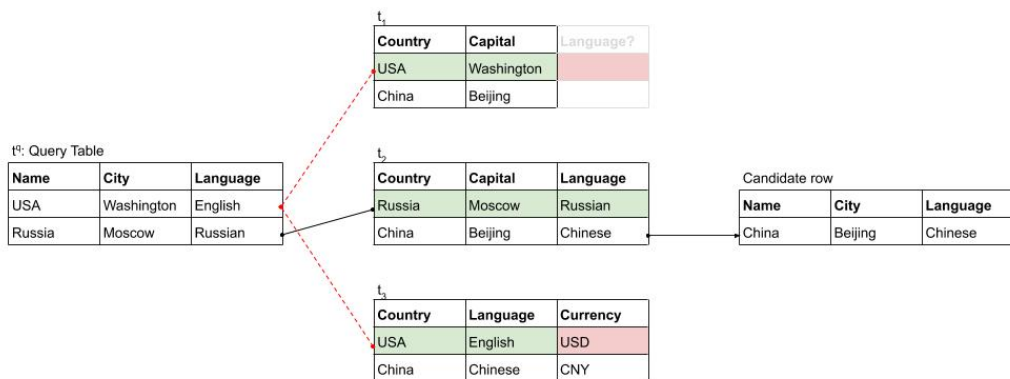 t1
Country Capital Language?
USA Washington
China Beijing
tq: Query Table
Name City Language
USA Washington English
Russia Moscow Russian
t2
Country Capital Language
Russia Moscow Russian
China Beijing Chinese
Candidate row
Name City Language
China Beijing Chinese
t3
Country Language Currency
USA English USD
China Chinese CNY